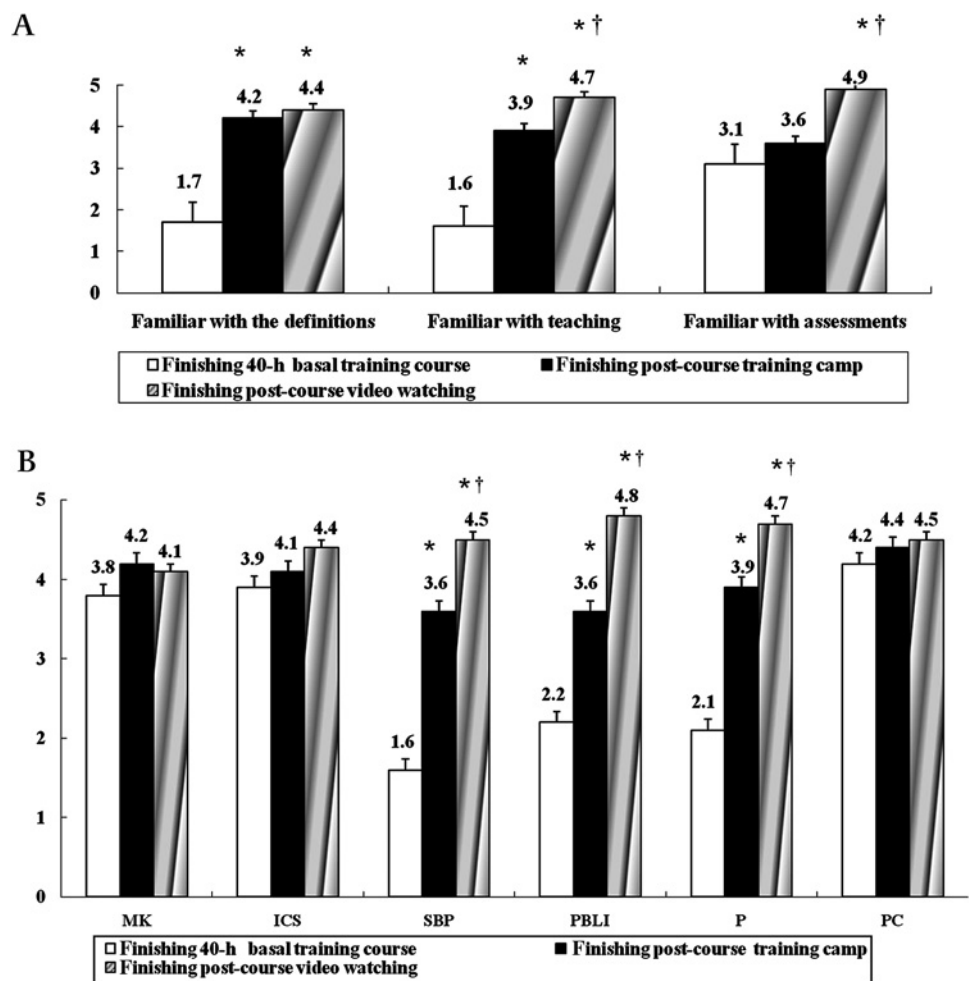 A
* * * * † * †
5 4.2 4.4 3.9 4.7 3.1 3.6 4.9
4
3
2 1.7 1.6
1
0
Familiar with the definitions Familiar with teaching Familiar with assessments
Finishing 40-h basal training course Finishing post-course training camp
Finishing post-course video watching
B
* † * † * †
5 3.8 4.2 4.1 3.9 4.1 4.4 * 3.6 4.5 * 3.6 4.8 * 3.9 4.7 4.2 4.4 4.5
4
3
2 1.6 2.2 2.1
1
0
MK ICS SBP PBLI P PC
Finishing 40-h basal training course Finishing post-course training camp
Finishing post-course video watching